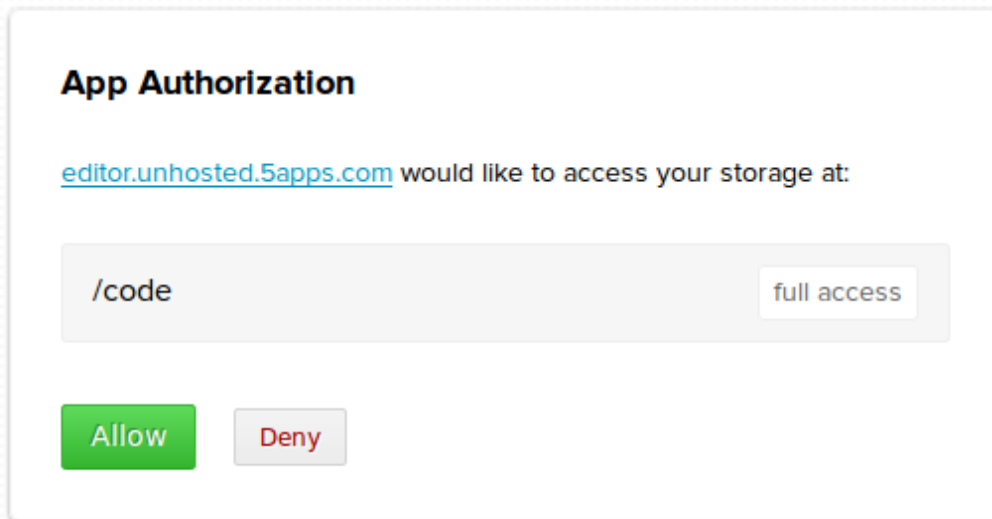 App Authorization
editor.unhosted.5apps.com would like to access your storage at:
/code full access
Allow Deny